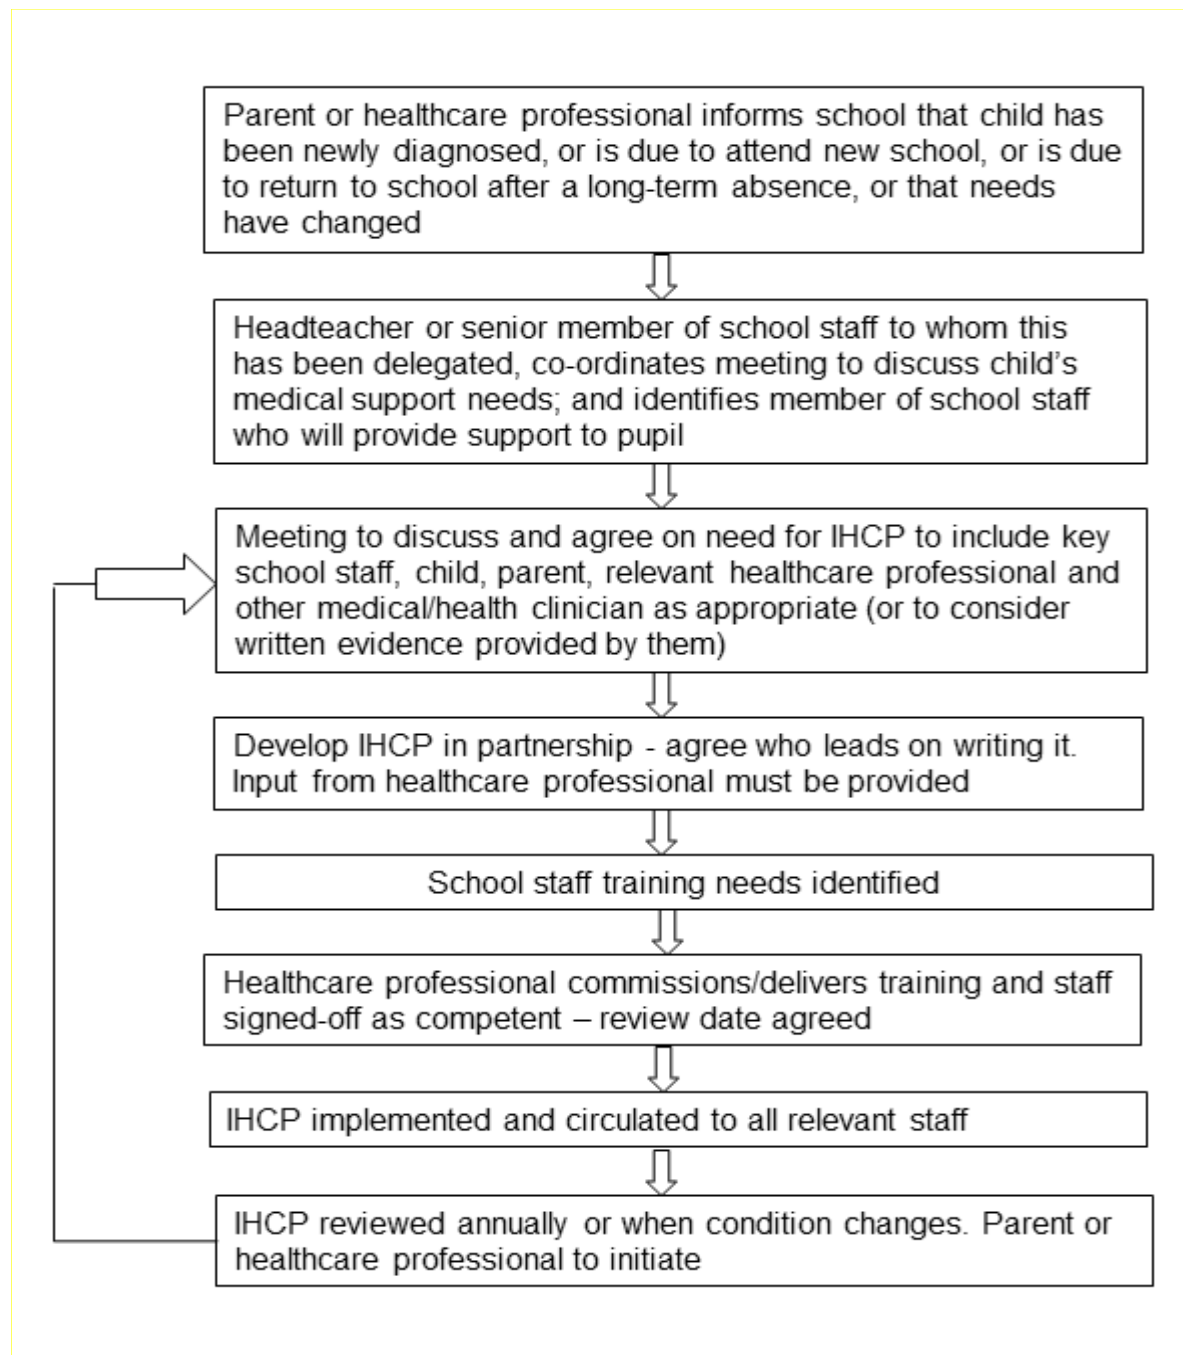 Parent or healthcare professional informs school that child has
been newly diagnosed, or is due to attend new school, or is due
to return to school after a long-term absence, or that needs
have changed
Headteacher or senior member of school staff to whom this
has been delegated, co-ordinates meeting to discuss child’s
medical support needs; and identifies member of school staff
who will provide support to pupil
Meeting to discuss and agree on need for IHCP to include key
school staff, child, parent, relevant healthcare professional and
other medical/health clinician as appropriate (or to consider
written evidence provided by them)
Develop IHCP in partnership - agree who leads on writing it.
Input from healthcare professional must be provided
School staff training needs identified
Healthcare professional commissions/delivers training and staff
signed-off as competent – review date agreed
IHCP implemented and circulated to all relevant staff
IHCP reviewed annually or when condition changes. Parent or
healthcare professional to initiate